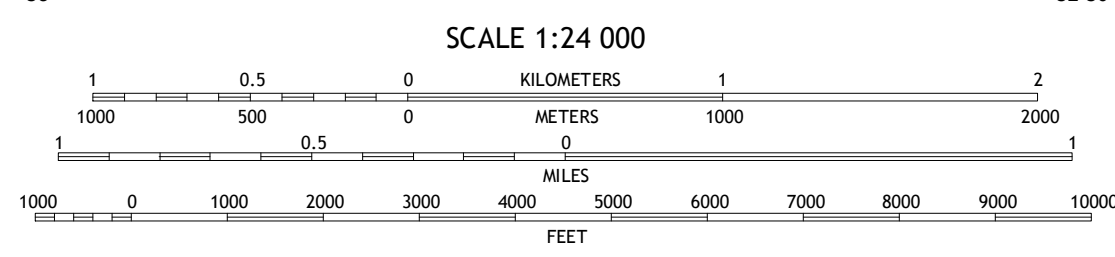 SCALE 1:24 000
1 0.5 0 KILOMETERS 1 2
1000 500 0 METERS 1000 2000
1 0.5 0 1
MILES
1000 0 1000 2000 3000 4000 5000 6000 7000 8000 9000 10000
FEET